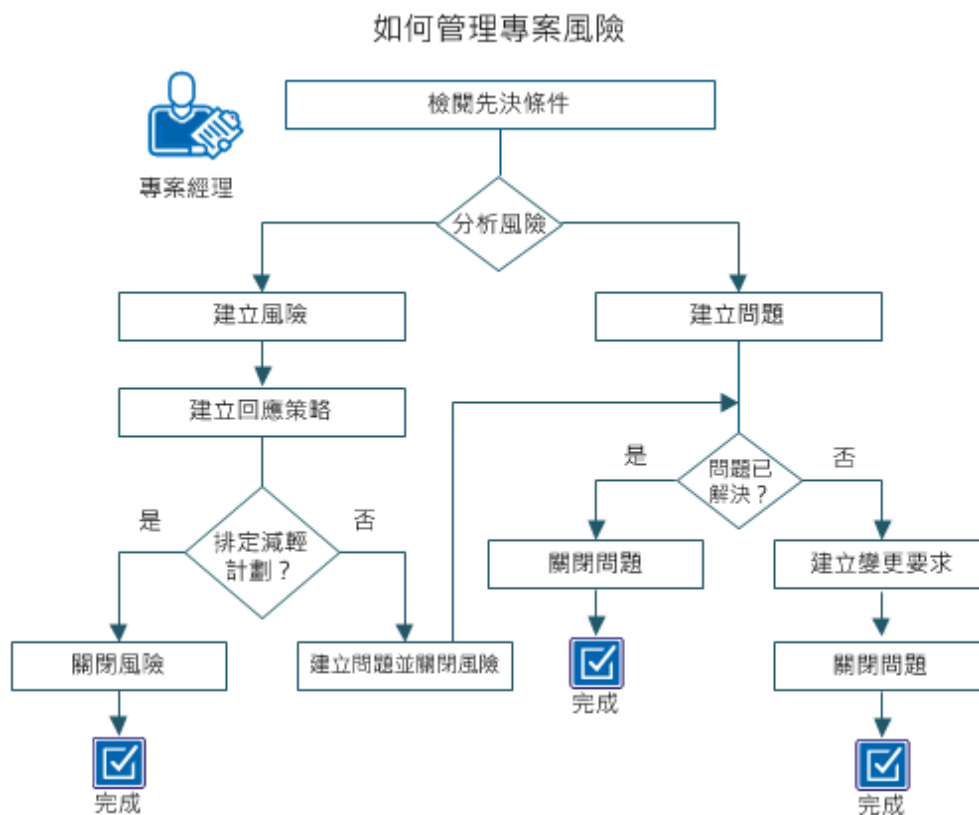 如何管理專案風險
檢閱先決條件
專案經理
分析風險
建立風險
建立問題
建立回應策略
是
問題已
解決？
否
是
排定減輕
計劃？
否
關閉問題
建立變更要求
關閉風險
建立問題並關閉風險
關閉問題
完成
完成
完成